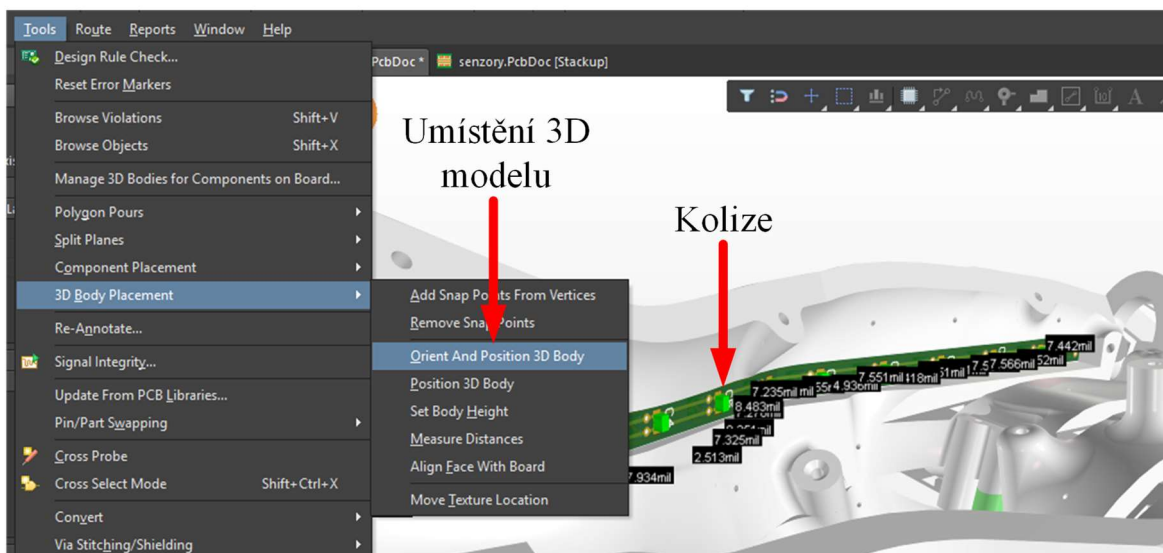 Tools Route Reports Window Help
Design Rule Check...
PcbDoc * senzory.PcbDoc [Stackup]
Reset Error Markers
Browse Violations Shift+V
Browse Objects Shift+X
Manage 3D Bodies for Components on Board...
Polygon Pours
Split Planes
Component Placement
3D Body Placement
Re-Annotate...
Signal Integrity...
Update From PCB Libraries...
Pin/Part Swapping
Cross Probe
Cross Select Mode Shift+Ctrl+X
Convert
Via Stitching/Shielding
Add Snap Points From Vertices
Remove Snap Points
Orient And Position 3D Body
Position 3D Body
Set Body Height
Measure Distances
Align Face With Board
Move Texture Location
Umístění 3D
modelu
Kolize
7.442mil
7.566mil
7.551mil
4.936mil
7.235mil
8.483mil
7.325mil
2.513mil
7.934mil